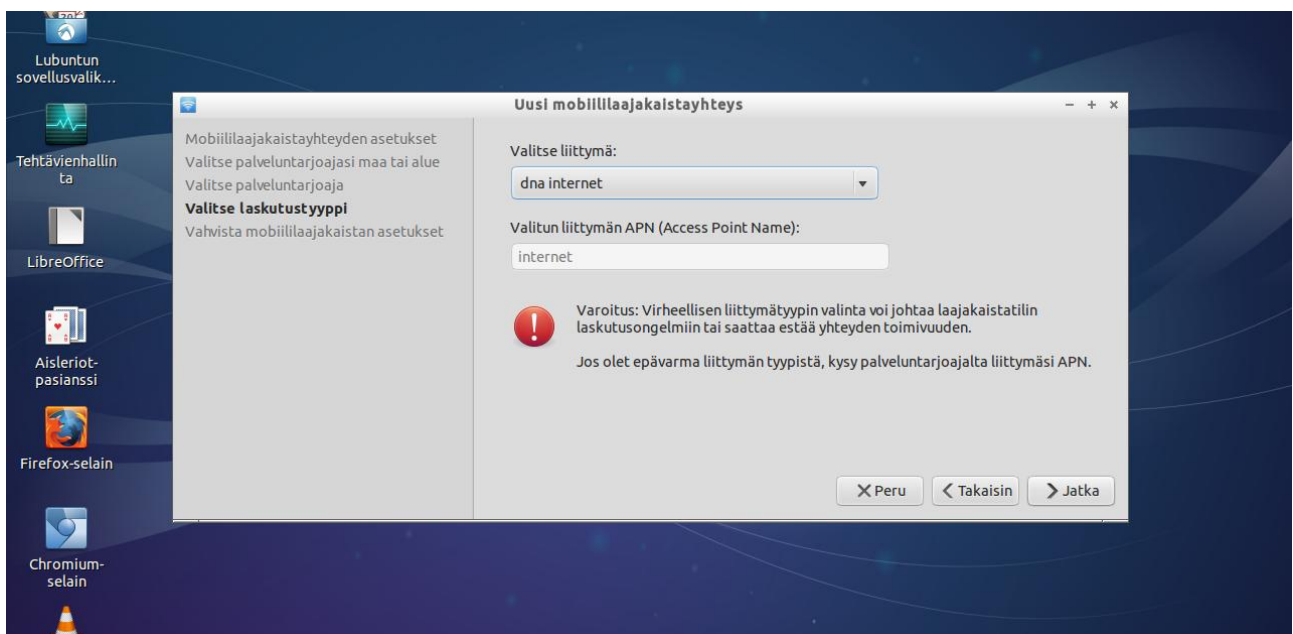 Lubuntun
sovellusvalik...
Tehtävienhallin
ta
LibreOffice
Aisleriot-
pasianssi
Firefox-selain
Chromium-
selain
Uusi mobiililaajakaistayhteys
Mobiililaajakaistayhteyden asetukset
Valitse palveluntarjoajasi maa tai alue
Valitse palveluntarjoaja
Valitse laskutustyyppi
Vahvista mobiililaajakaistan asetukset
Valitse liittymä:
dna internet
Valitun liittymän APN (Access Point Name):
internet
Varoitus: Virheellisen liittymätyypin valinta voi johtaa laajakaistatilin
laskutusongelmiin tai saattaa estää yhteyden toimivuuden.
Jos olet epävarma liittymän tyypistä, kysy palveluntarjoajalta liittymäsi APN.
Peru
Takaisin
Jatka